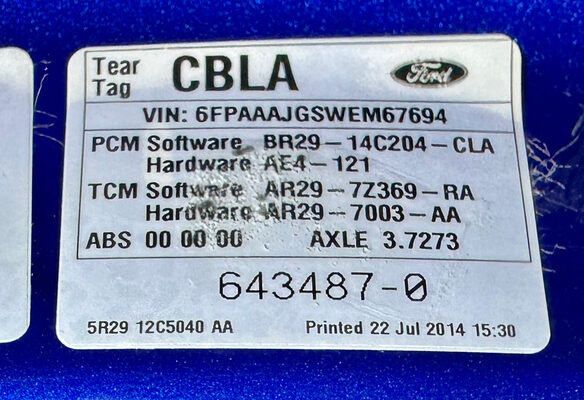 Tear Tag CBLA Ford
VIN: 6FPAAAJGSWEM67694
PCM Software BR29-14C204-CLA
Hardware AE4-121
TCM Software AR29-7Z369-RA
Hardware AR29-7003-AA
ABS 00 00 00 AXLE 3.7273
643487-0
5R29 12C5040 AA Printed 22 Jul 2014 15:30